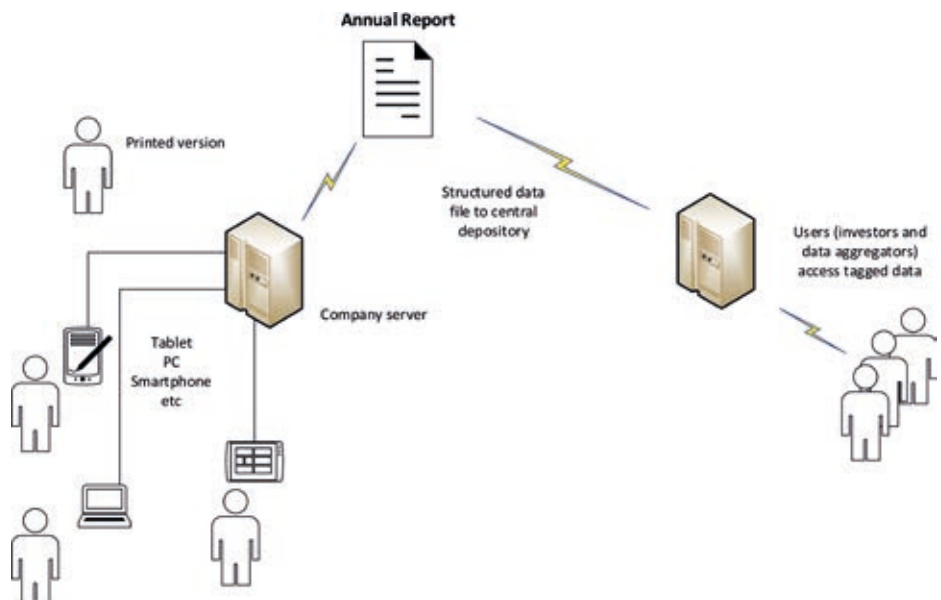 Annual Report
Printed version
Structured data
file to central
depository
Users (investors and
data aggregators)
access tagged data
Company server
Tablet
PC
Smartphone
etc